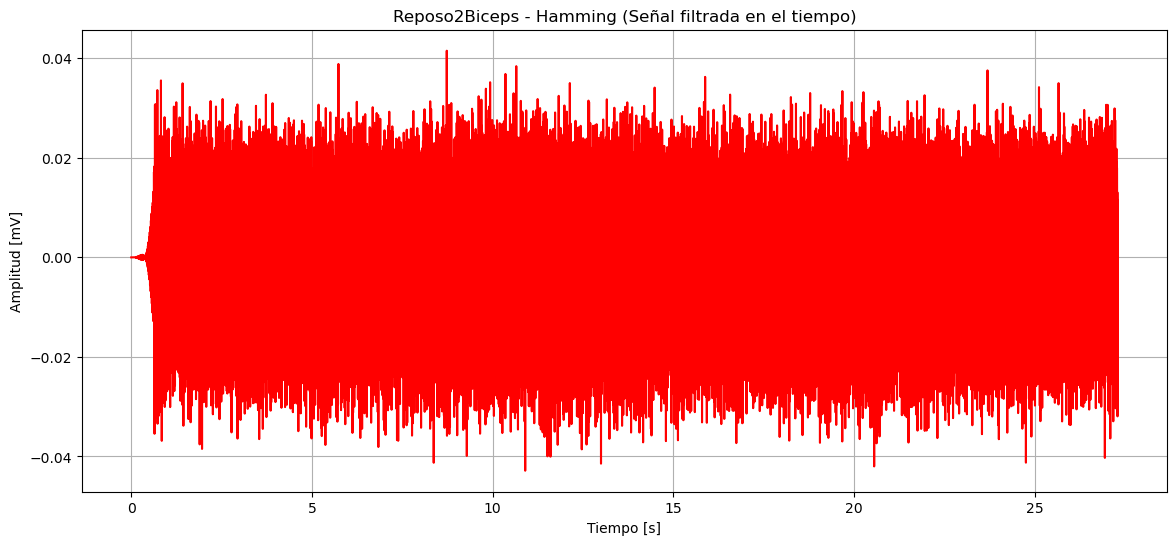 Reposo2Biceps - Hamming (Señal filtrada en el tiempo)
Amplitud [mV]
0.04
0.02
0.00
−0.02
−0.04
0 5 10 15 20 25
Tiempo [s]